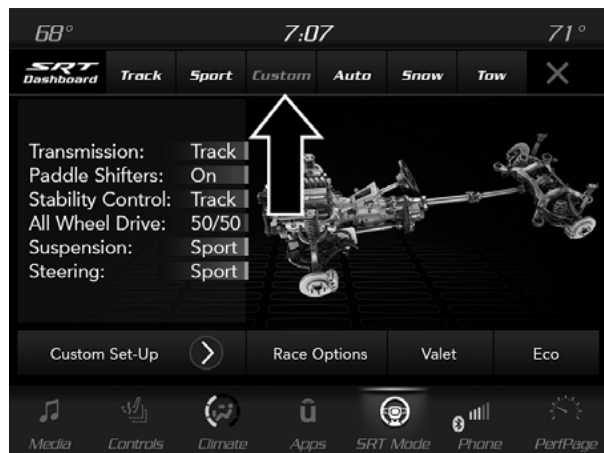 68° 7:07 71°
SRT Dashboard Track Sport Custom Auto Snow Tow
Transmission: Track
Paddle Shifters: On
Stability Control: Track
All Wheel Drive: 50/50
Suspension: Sport
Steering: Sport
Custom Set-Up Race Options Valet Eco
Media Controls Climate Apps SRT Mode Phone PerfPage